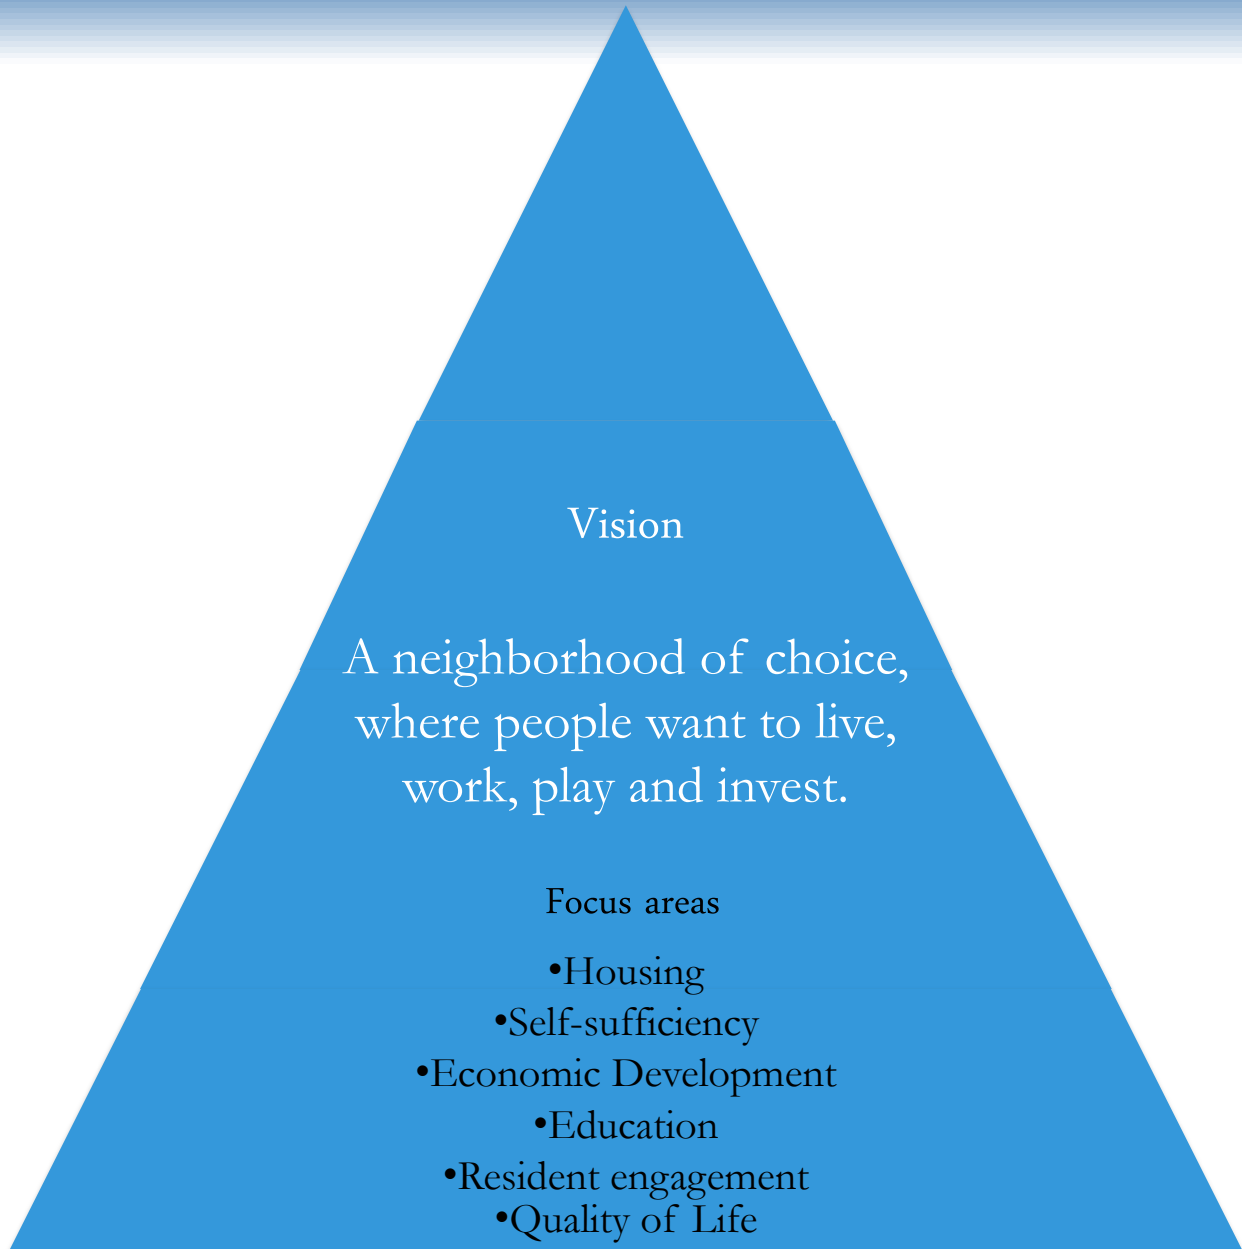 Vision
A neighborhood of choice,
where people want to live,
work, play and invest.
Focus areas
•Housing
•Self-sufficiency
•Economic Development
•Education
•Resident engagement
•Quality of Life